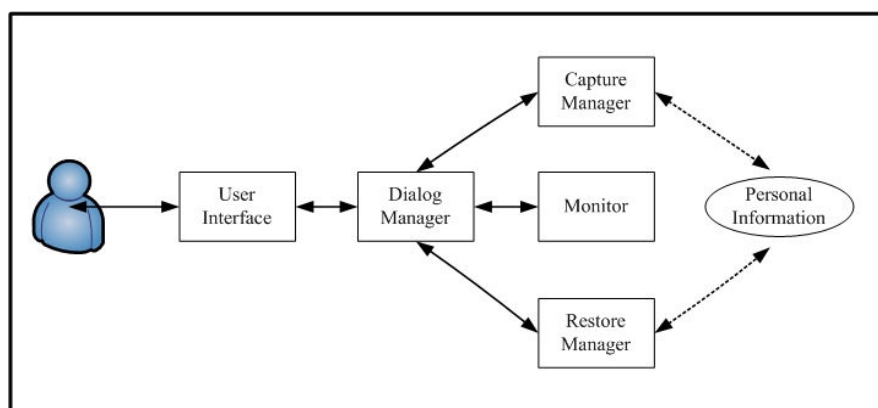 Capture
Manager
User
Interface
Dialog
Manager
Monitor
Personal
Information
Restore
Manager